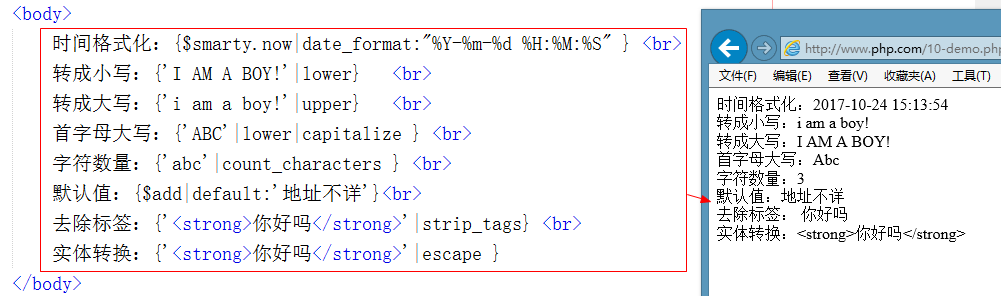 <body>
时间格式化：{$smarty.now|date_format:"%Y-%m-%d %H:%M:%S" } <br>
转成小写：{'I AM A BOY!'|lower} <br>
转成大写：{'i am a boy!'|upper} <br>
首字母大写：{'ABC'|lower|capitalize } <br>
字符数量：{'abc'|count_characters } <br>
默认值：{$add|default:'地址不详'}<br>
去除标签：{'<strong>你好吗</strong>'|strip_tags} <br>
实体转换：{'<strong>你好吗</strong>'|escape }
</body>
http://www.php.com/10-demo.php
文件(F) 编辑(E) 查看(V) 收藏夹(A) 工具(T)
时间格式化：2017-10-24 15:13:54
转成小写：i am a boy!
转成大写：I AM A BOY!
首字母大写：Abc
字符数量：3
默认值：地址不详
去除标签： 你好吗
实体转换：<strong>你好吗</strong>